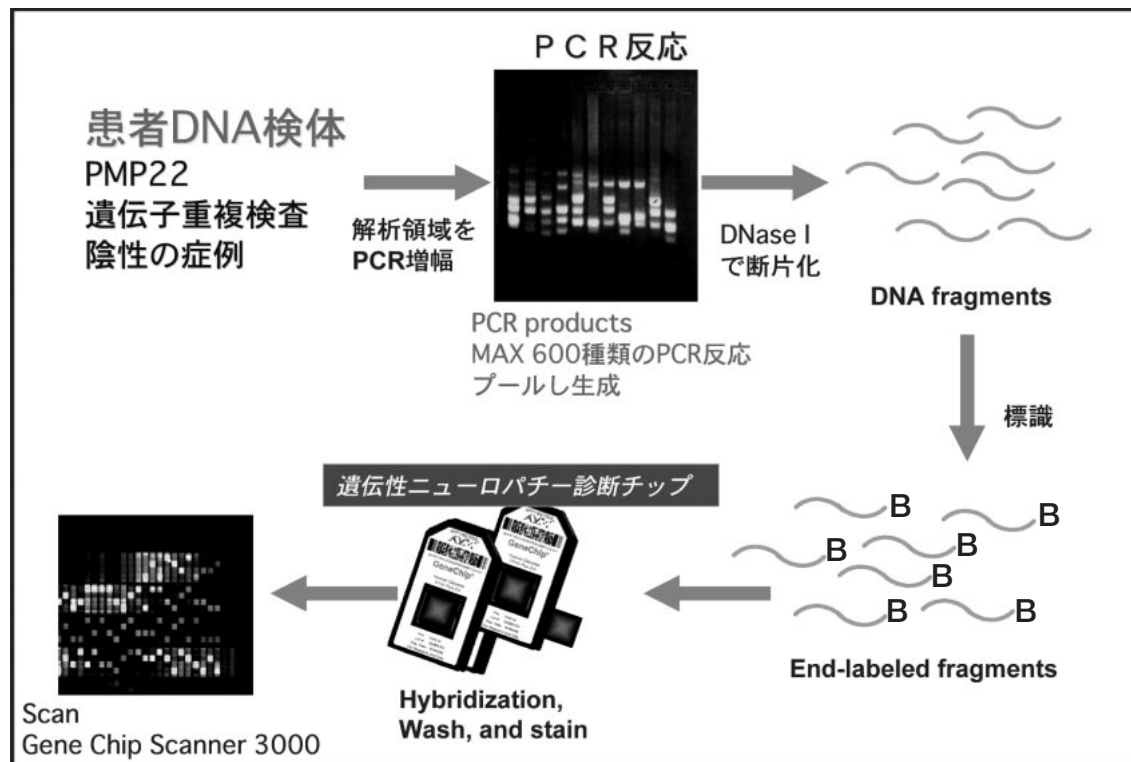 PCR反応
患者DNA検体
PMP22
遺伝子重複検査
陰性の症例
解析領域を
PCR増幅
PCR products
MAX 600種類のPCR反応
プールし生成
DNase I
で断片化
DNA fragments
標識
B
B
B
B
B
B
B
End-labeled fragments
遺伝性ニューロパチー診断チップ
GeneChip
GeneChip
Hybridization,
Wash, and stain
Scan
Gene Chip Scanner 3000